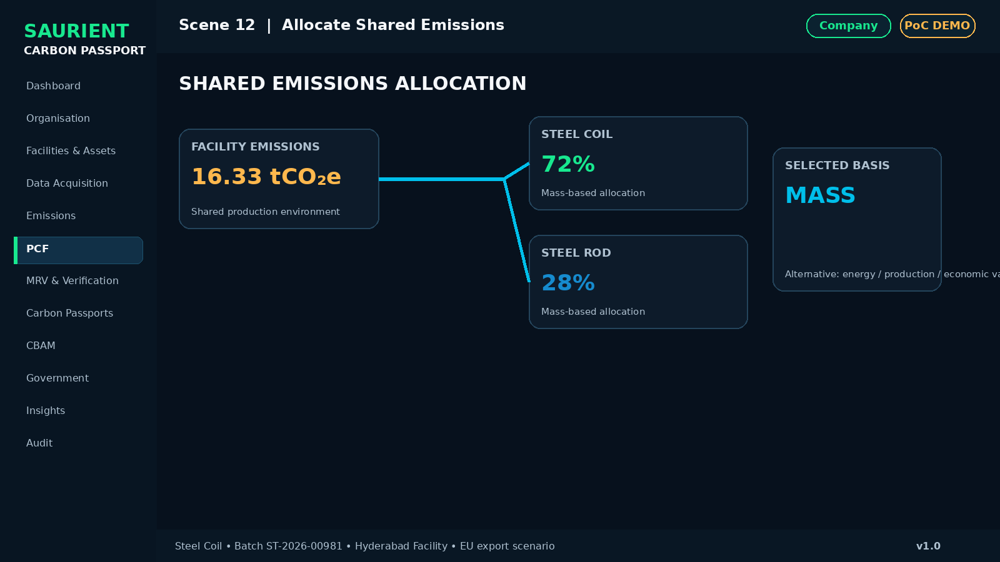 SAURIENT
CARBON PASSPORT
Dashboard
Organisation
Facilities & Assets
Data Acquisition
Emissions
PCF
MRV & Verification
Carbon Passports
CBAM
Government
Insights
Audit
Scene 12 | Allocate Shared Emissions
Company
PoC DEMO
SHARED EMISSIONS ALLOCATION
FACILITY EMISSIONS
16.33 tCO₂e
Shared production environment
STEEL COIL
72%
Mass-based allocation
STEEL ROD
28%
Mass-based allocation
SELECTED BASIS
MASS
Alternative: energy / production / economic
Steel Coil • Batch ST-2026-00981 • Hyderabad Facility • EU export scenario
v1.0